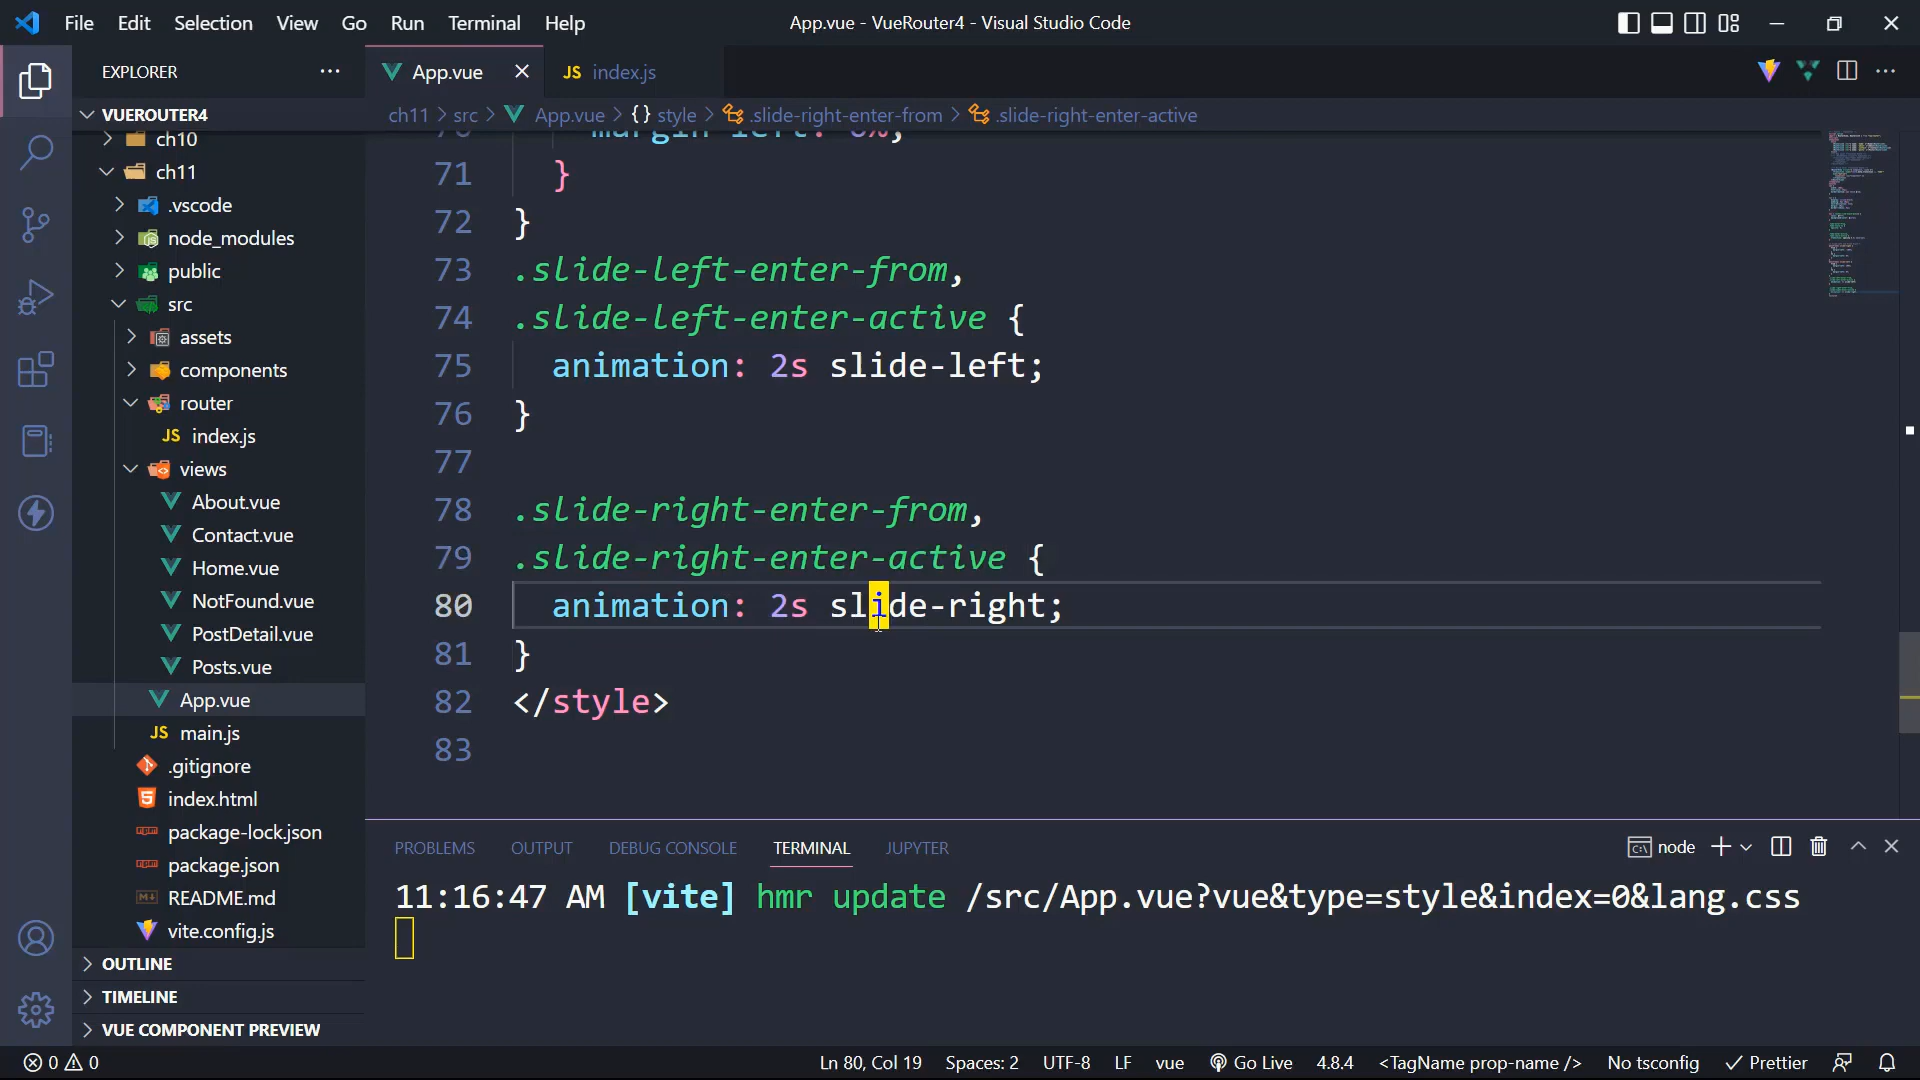 File Edit Selection View Go Run Terminal Help
App.vue - VueRouter4 - Visual Studio Code
EXPLORER
App.vue
JS index.js
VUEROUTER4
ch11 > src > App.vue > {} style > .slide-right-enter-from > .slide-right-enter-active
ch10
ch11
.vscode
node_modules
public
src
assets
components
router
JS index.js
views
About.vue
Contact.vue
Home.vue
NotFound.vue
PostDetail.vue
Posts.vue
App.vue
JS main.js
.gitignore
index.html
package-lock.json
package.json
README.md
vite.config.js
OUTLINE
TIMELINE
VUE COMPONENT PREVIEW
70 margin-left: 0%;
71 }
72 }
73 .slide-left-enter-from,
74 .slide-left-enter-active {
75 animation: 2s slide-left;
76 }
77
78 .slide-right-enter-from,
79 .slide-right-enter-active {
80 animation: 2s slide-right;
81 }
82 </style>
83
PROBLEMS OUTPUT DEBUG CONSOLE TERMINAL JUPYTER
node
11:16:47 AM [vite] hmr update /src/App.vue?vue&type=style&index=0&lang.css
0 0
Ln 80, Col 19 Spaces: 2 UTF-8 LF vue Go Live 4.8.4 <TagName prop-name /> No tsconfig Prettier